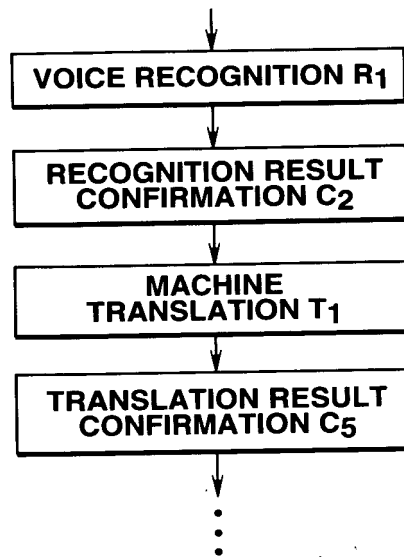 VOICE RECOGNITION R1
RECOGNITION RESULT
CONFIRMATION C2
MACHINE
TRANSLATION T1
TRANSLATION RESULT
CONFIRMATION C5